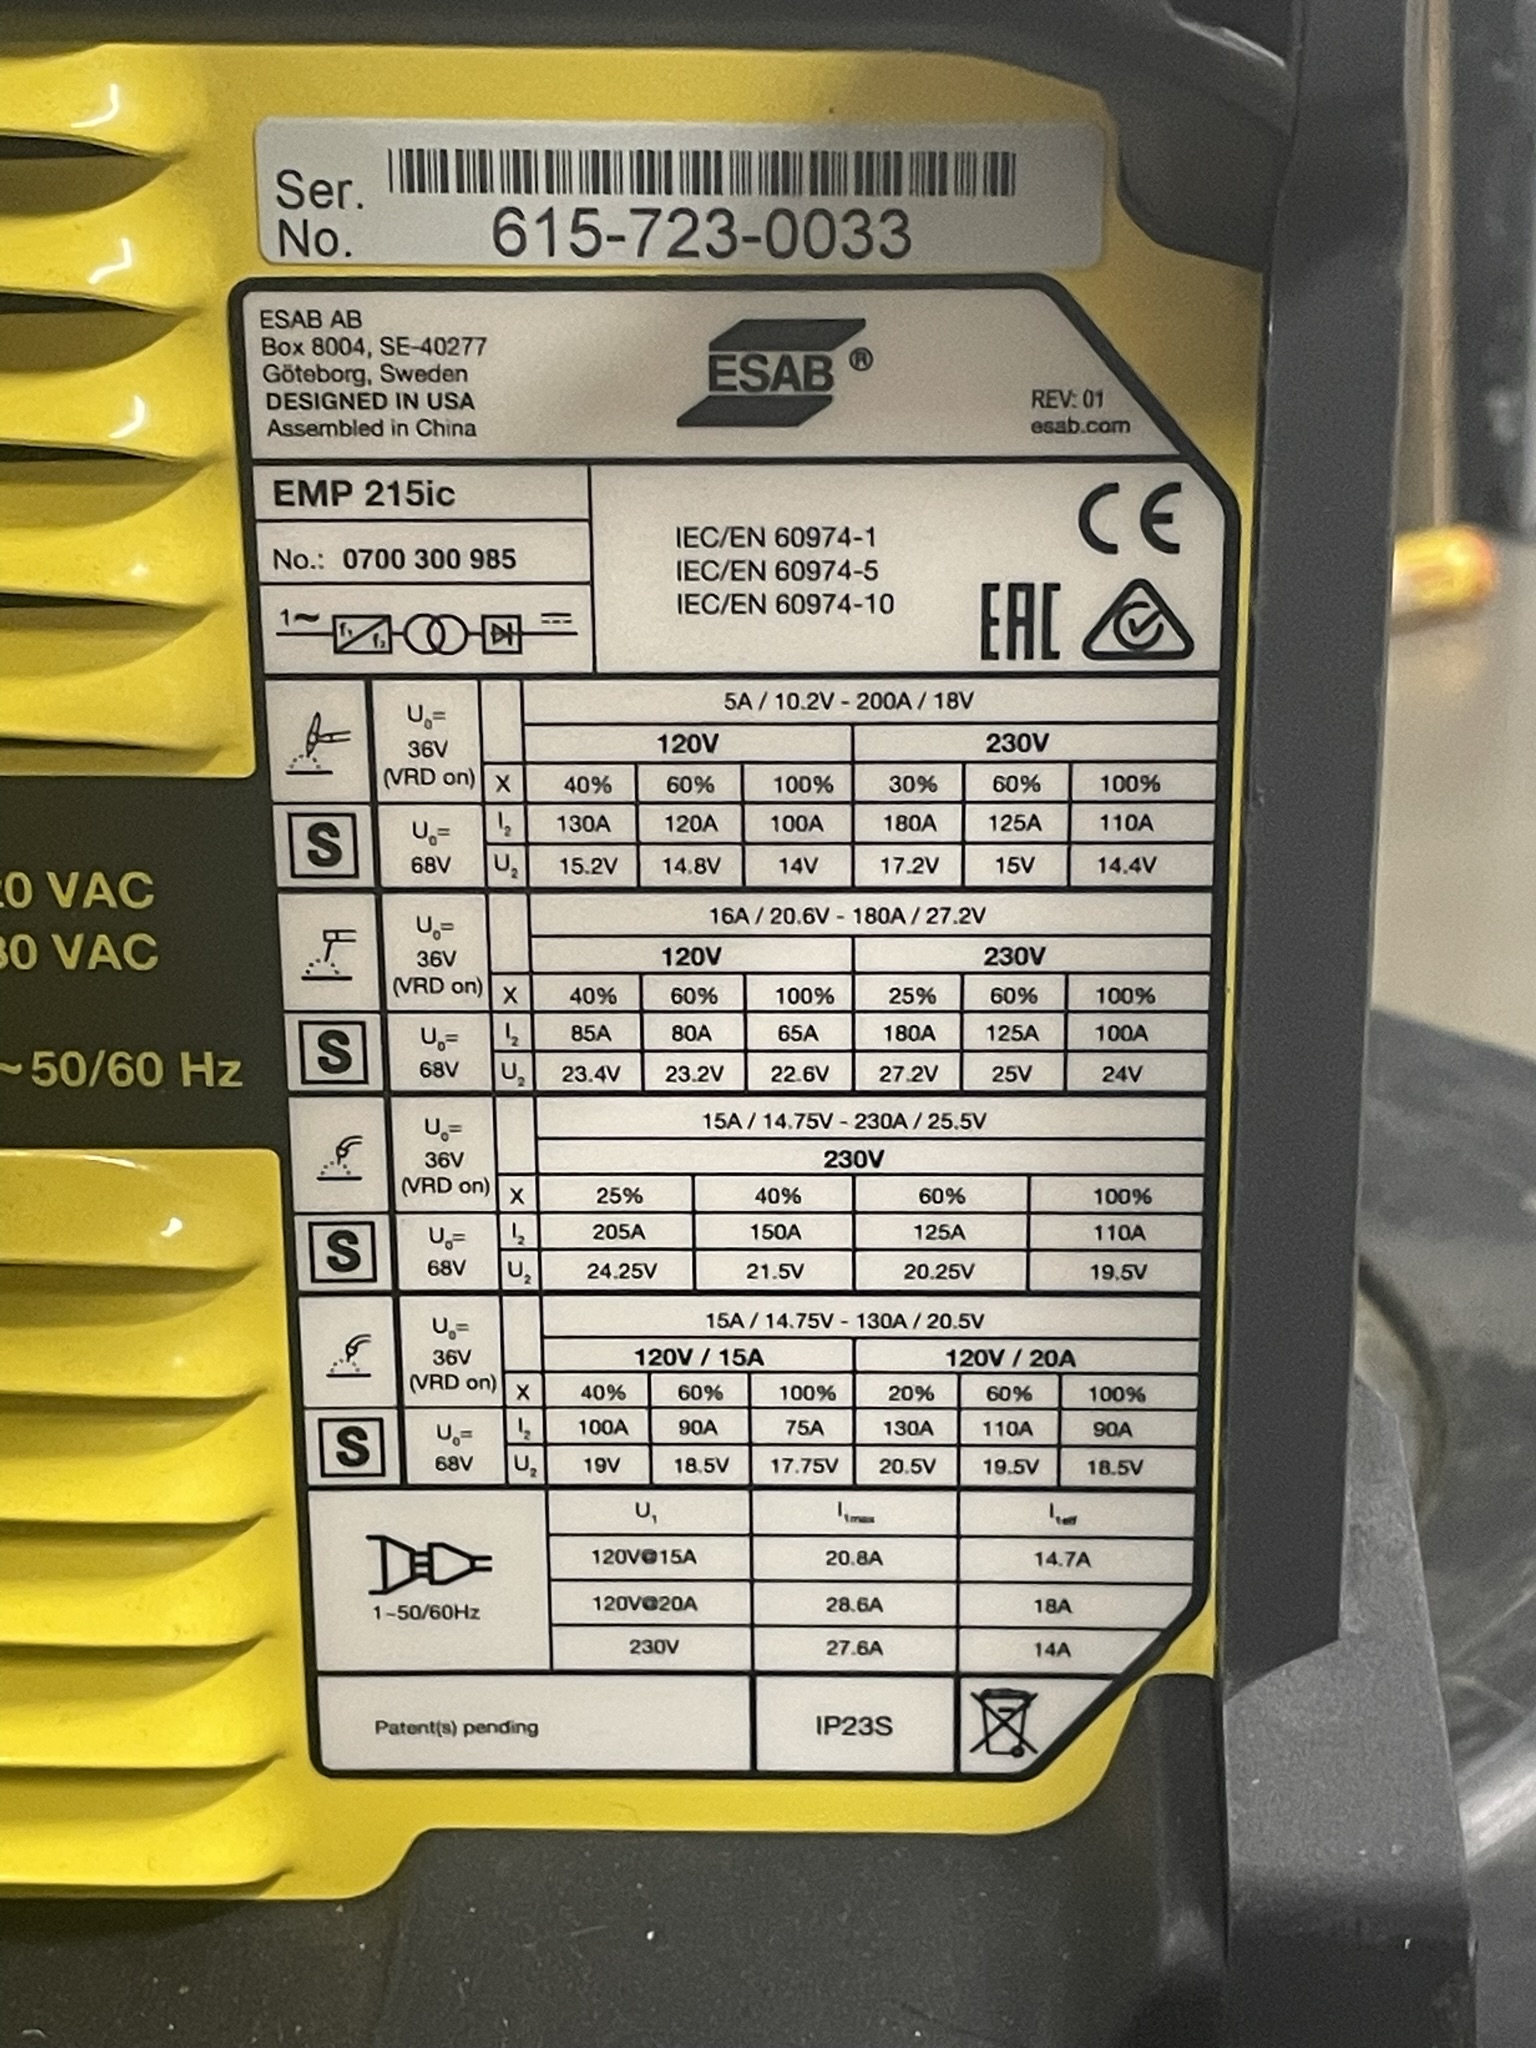 Ser.
No.
615-723-0033
ESAB AB
Box 8004, SE-40277
Göteborg, Sweden
DESIGNED IN USA
Assembled in China
ESAB ®
REV: 01
esab.com
EMP 215ic
No.: 0700 300 985
1~ f₁ f₂
IEC/EN 60974-1
IEC/EN 60974-5
IEC/EN 60974-10
CE
EAC
U₀=
36V
(VRD on)
5A / 10.2V - 200A / 18V
120V 230V
X 40% 60% 100% 30% 60% 100%
S
U₀=
68V
I₂ 130A 120A 100A 180A 125A 110A
U₂ 15.2V 14.8V 14V 17.2V 15V 14.4V
U₀=
36V
(VRD on)
16A / 20.6V - 180A / 27.2V
120V 230V
X 40% 60% 100% 25% 60% 100%
S
U₀=
68V
I₂ 85A 80A 65A 180A 125A 100A
U₂ 23.4V 23.2V 22.6V 27.2V 25V 24V
U₀=
36V
(VRD on)
15A / 14.75V - 230A / 25.5V
230V
X 25% 40% 60% 100%
S
U₀=
68V
I₂ 205A 150A 125A 110A
U₂ 24.25V 21.5V 20.25V 19.5V
U₀=
36V
(VRD on)
15A / 14.75V - 130A / 20.5V
120V / 15A 120V / 20A
X 40% 60% 100% 20% 60% 100%
S
U₀=
68V
I₂ 100A 90A 75A 130A 110A 90A
U₂ 19V 18.5V 17.75V 20.5V 19.5V 18.5V
1~50/60Hz
U₁ I₁max I₁eff
120V@15A 20.8A 14.7A
120V@20A 28.6A 18A
230V 27.6A 14A
Patent(s) pending
IP23S
VAC
VAC
~50/60 Hz